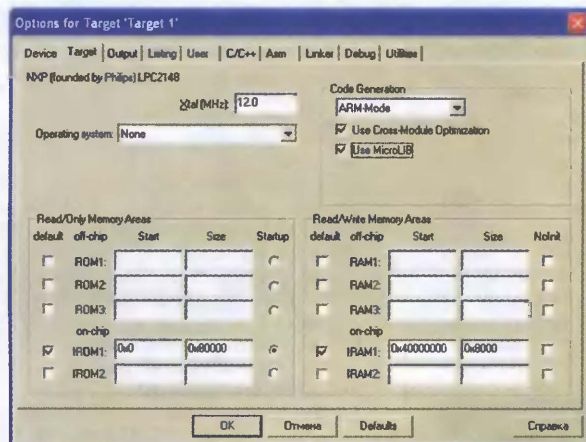 Options for Target 'Target 1'
Device Target Output Listing User C/C++ Asm Linker Debug Utilities
NXP (founded by Philips) LPC2148
Xtal (MHz): 12.0
Operating system: None
Code Generation
ARM-Mode
Use Cross-Module Optimization
Use MicroLIB
Read/Only Memory Areas
default off-chip Start Size Startup
ROM1:
ROM2:
ROM3:
on-chip
IROM1: 0x0 0x80000
IROM2:
Read/Write Memory Areas
default off-chip Start Size NoInit
RAM1:
RAM2:
RAM3:
on-chip
IRAM1: 0x40000000 0x8000
IRAM2:
OK Отмена Defaults Справка